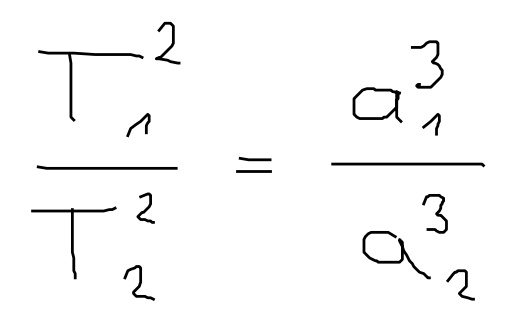 T₁² / T₂² = a₁³ / a₂³